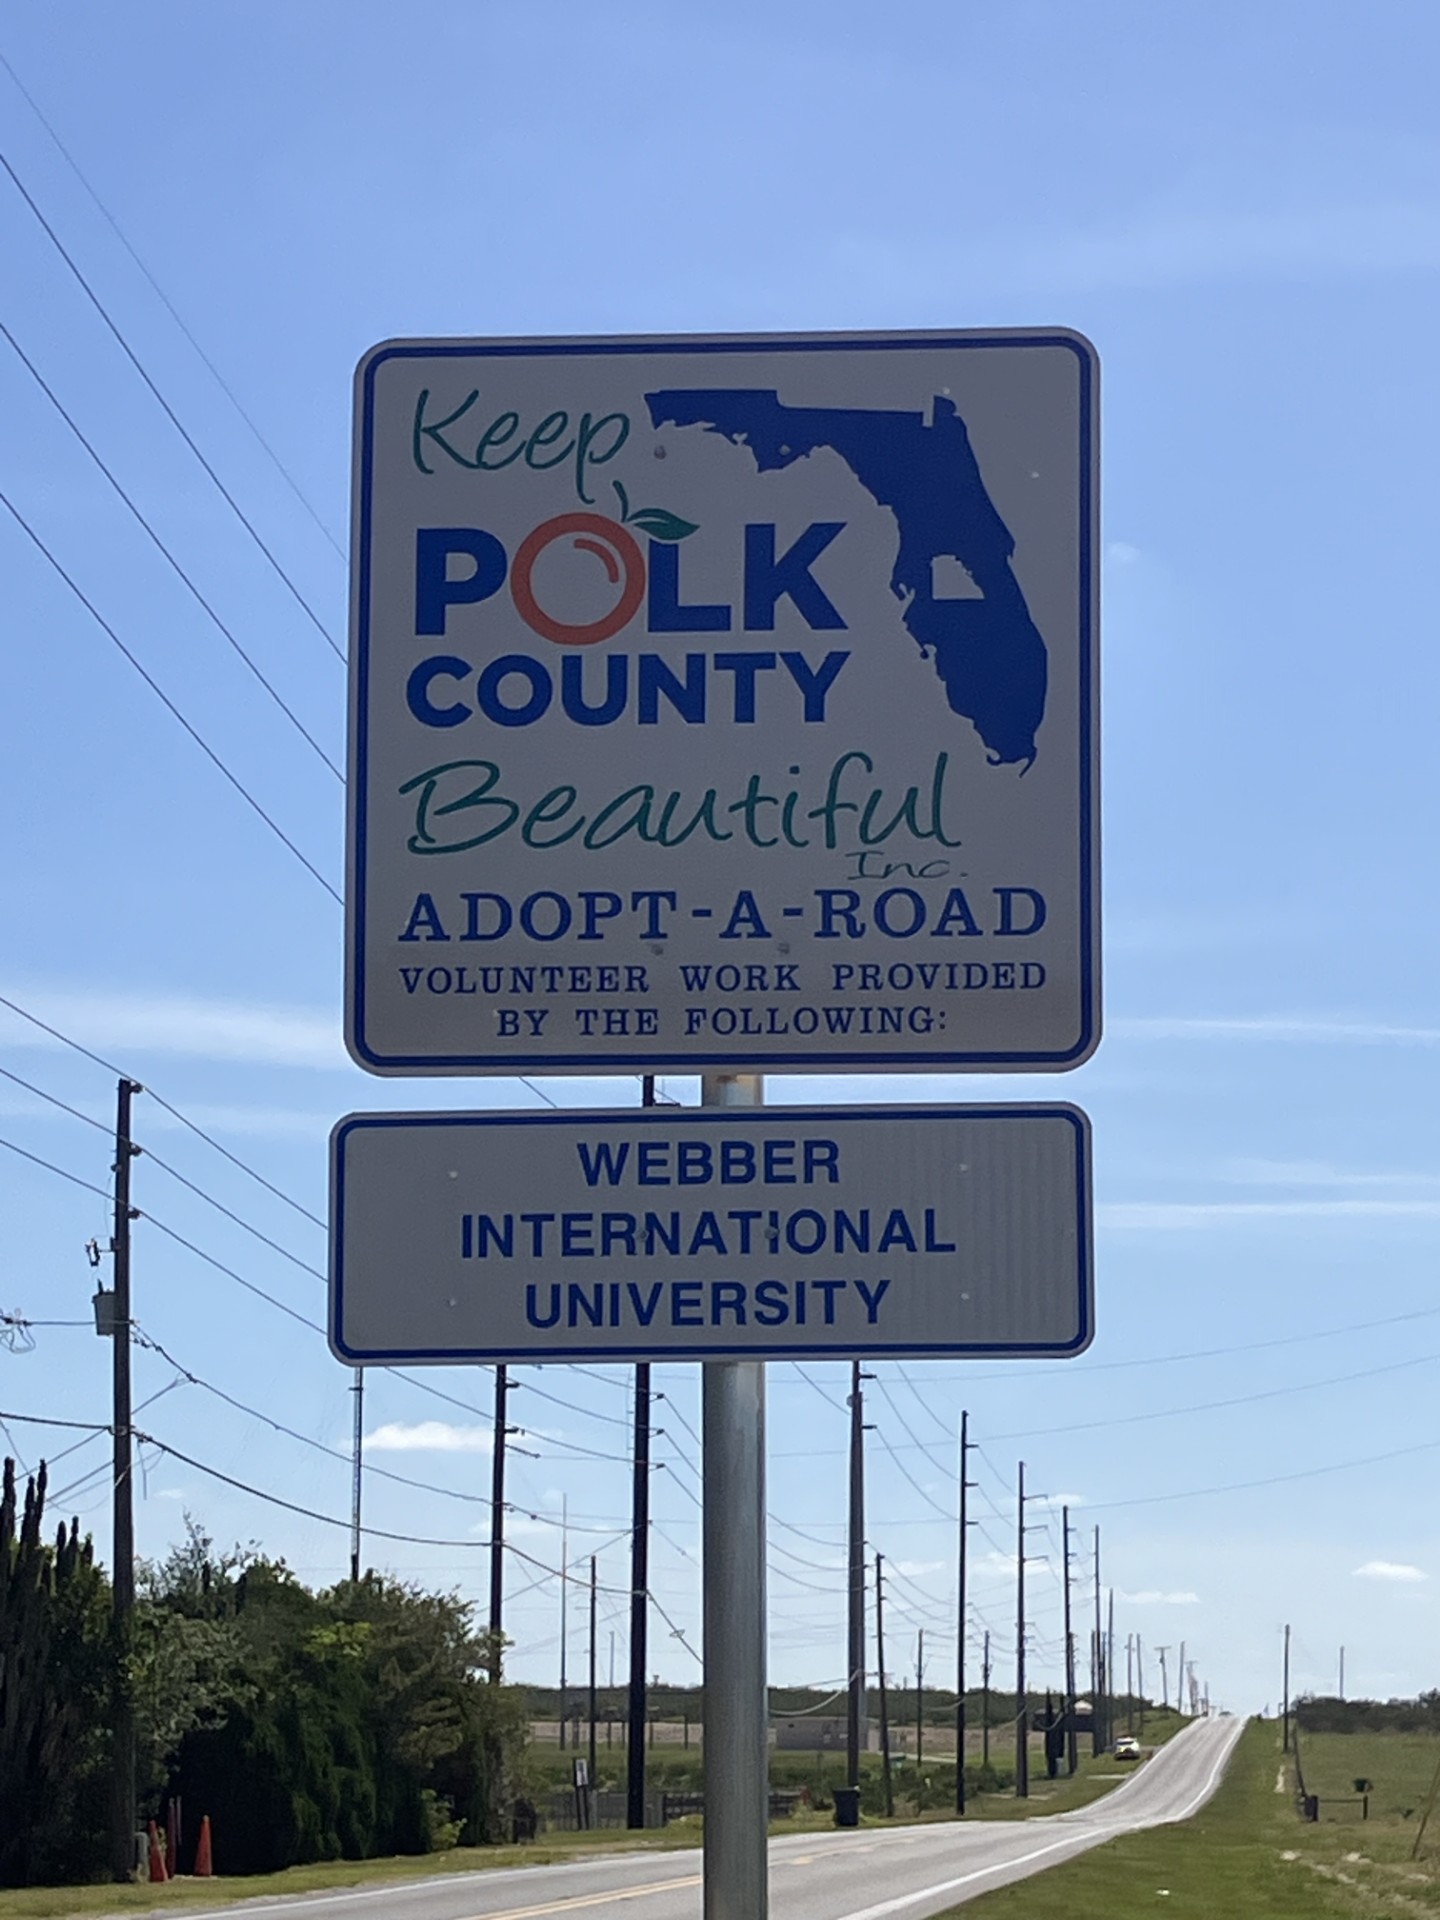 Keep
POLK
COUNTY
Beautiful
Inc.
ADOPT-A-ROAD
VOLUNTEER WORK PROVIDED
BY THE FOLLOWING:
WEBBER
INTERNATIONAL
UNIVERSITY